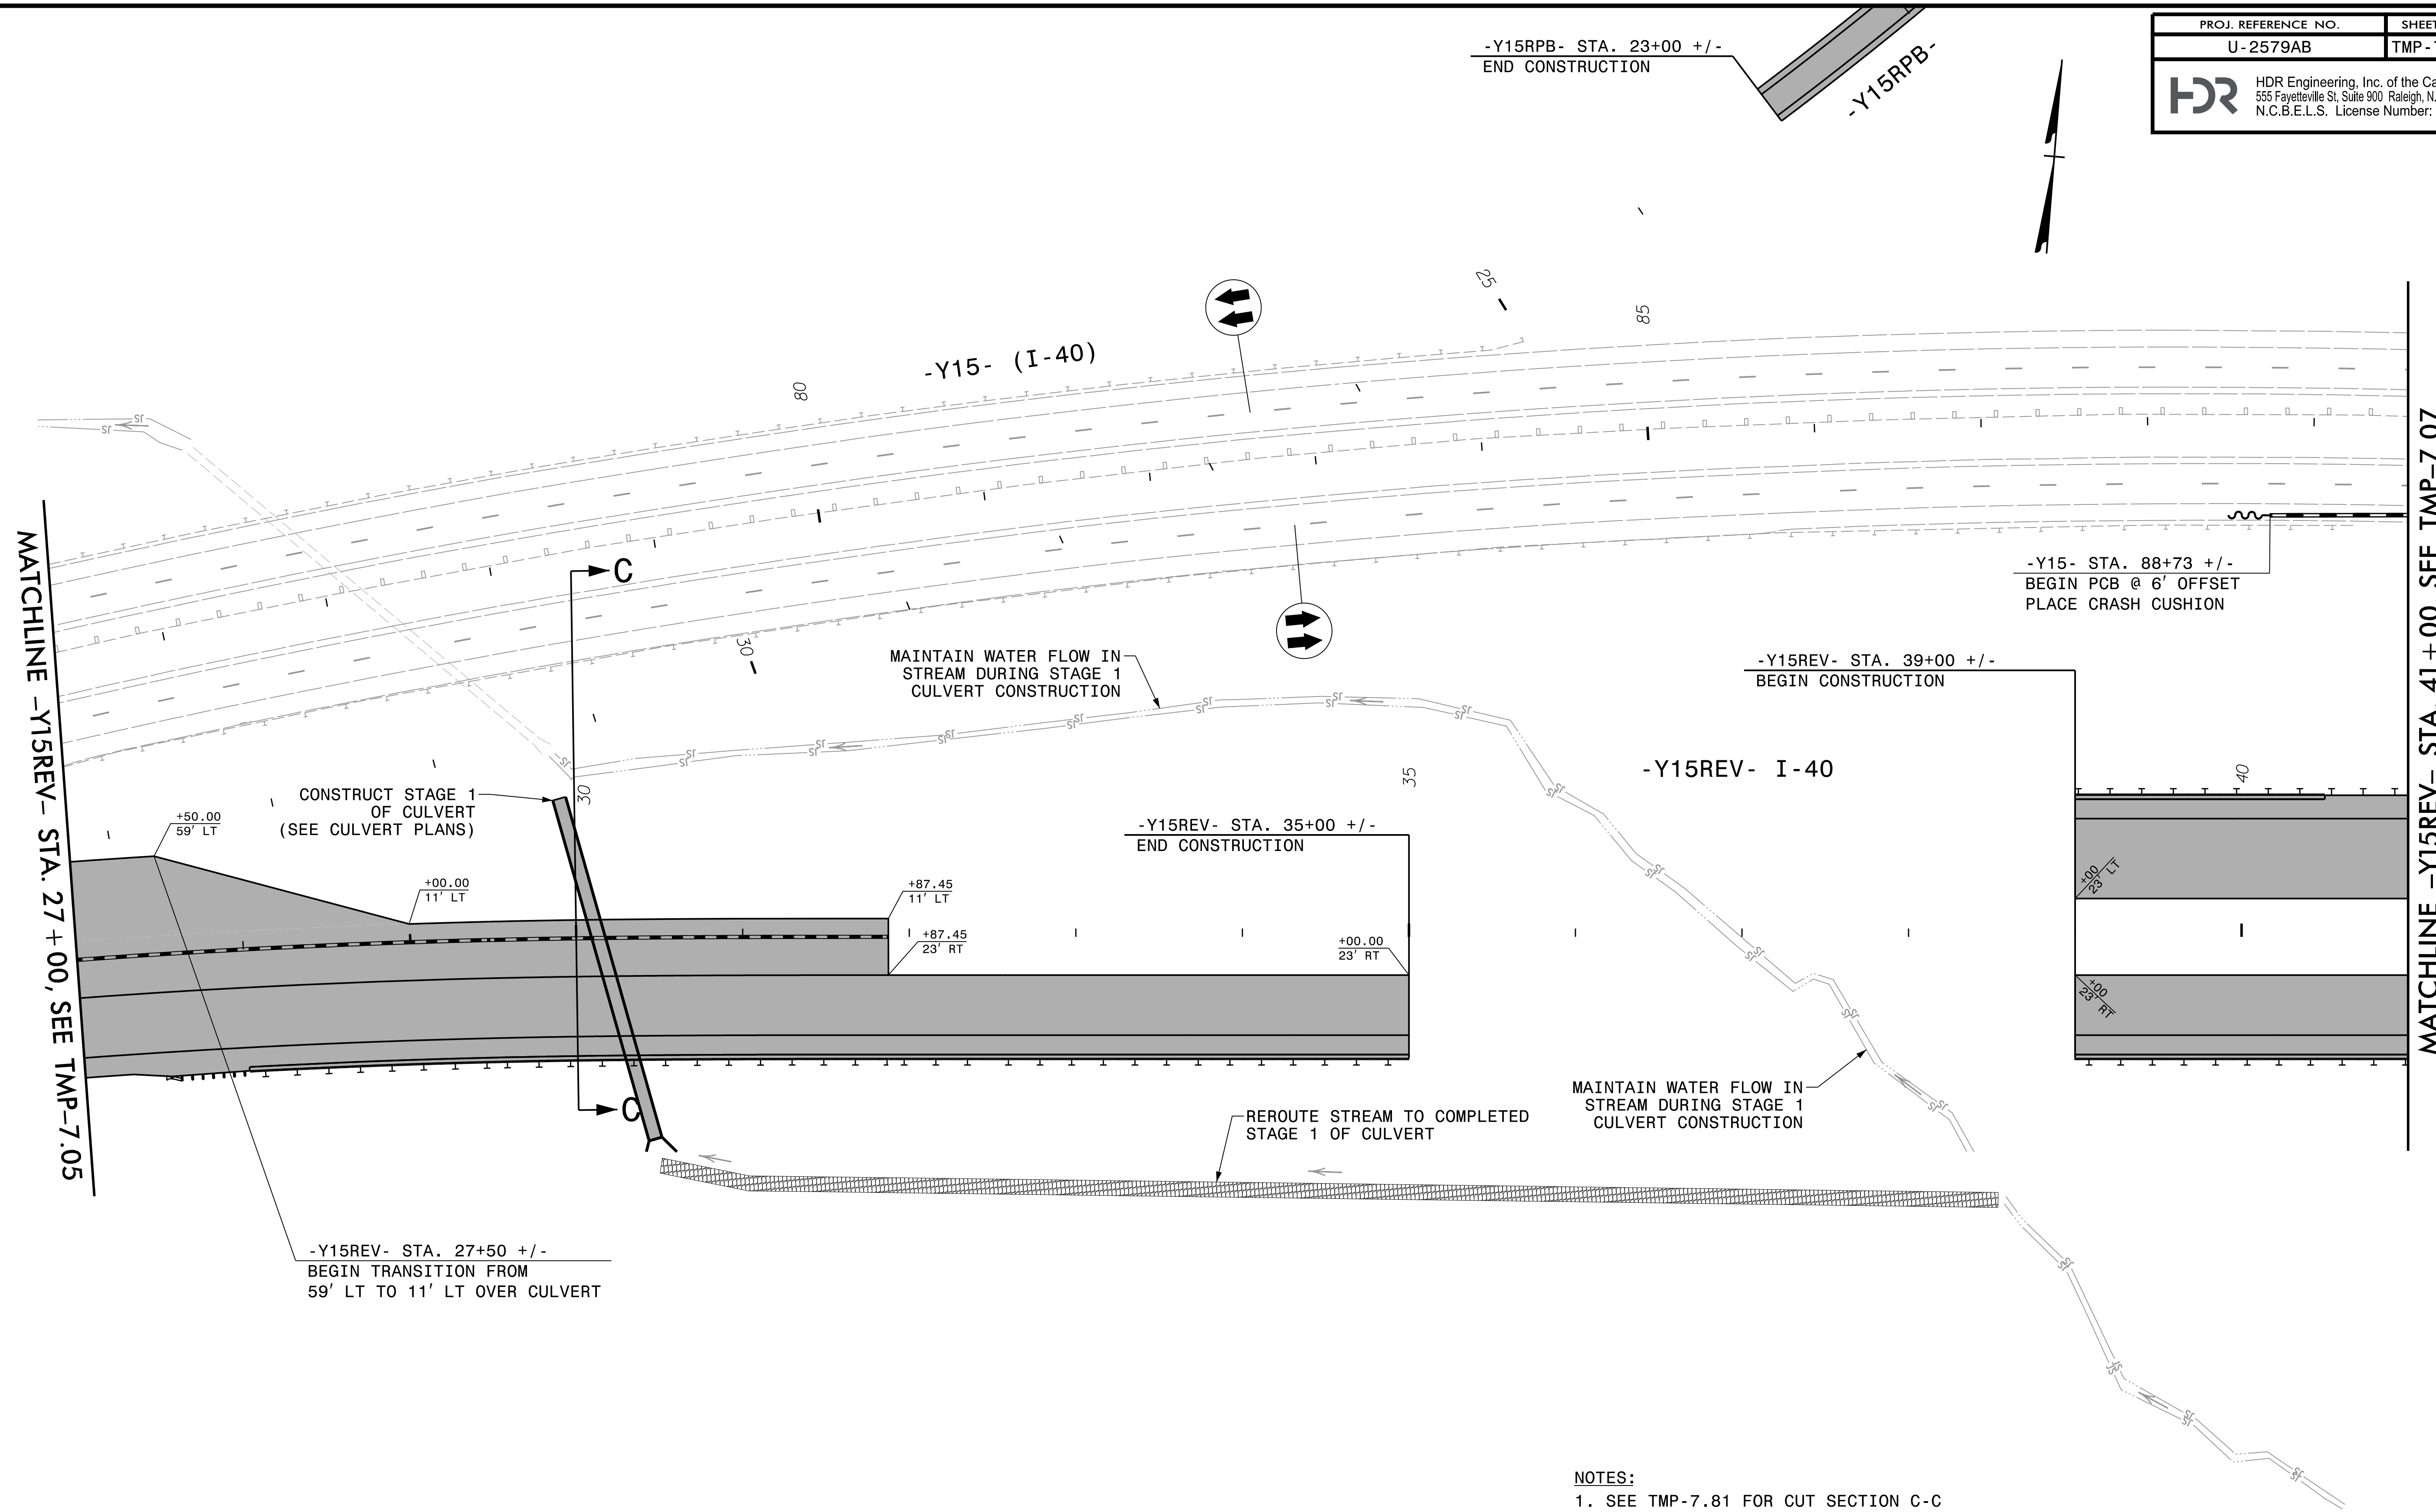 PROJ. REFERENCE NO.
SHEET
U-2579AB
TMP-
HDR
HDR Engineering, Inc. of the Ca
555 Fayetteville St, Suite 900 Raleigh, N.
N.C.B.E.L.S. License Number:
-Y15RPB- STA. 23+00 +/-
END CONSTRUCTION
-Y15RPB-
25
85
80
-Y15- (I-40)
C
30
-Y15- STA. 88+73 +/-
BEGIN PCB @ 6' OFFSET
PLACE CRASH CUSHION
MAINTAIN WATER FLOW IN
STREAM DURING STAGE 1
CULVERT CONSTRUCTION
-Y15REV- STA. 39+00 +/-
BEGIN CONSTRUCTION
-Y15REV- I-40
CONSTRUCT STAGE 1
OF CULVERT
(SEE CULVERT PLANS)
30
35
40
+50.00
59' LT
-Y15REV- STA. 35+00 +/-
END CONSTRUCTION
+00.00
11' LT
+87.45
11' LT
+87.45
23' RT
+00.00
23' RT
+00
23' LT
+00
23' RT
MATCHLINE -Y15REV- STA. 27+00, SEE TMP-7.05
MATCHLINE -Y15REV- STA. 41+00 SEE TMP-7.07
C
MAINTAIN WATER FLOW IN
STREAM DURING STAGE 1
CULVERT CONSTRUCTION
REROUTE STREAM TO COMPLETED
STAGE 1 OF CULVERT
-Y15REV- STA. 27+50 +/-
BEGIN TRANSITION FROM
59' LT TO 11' LT OVER CULVERT
NOTES:
1. SEE TMP-7.81 FOR CUT SECTION C-C